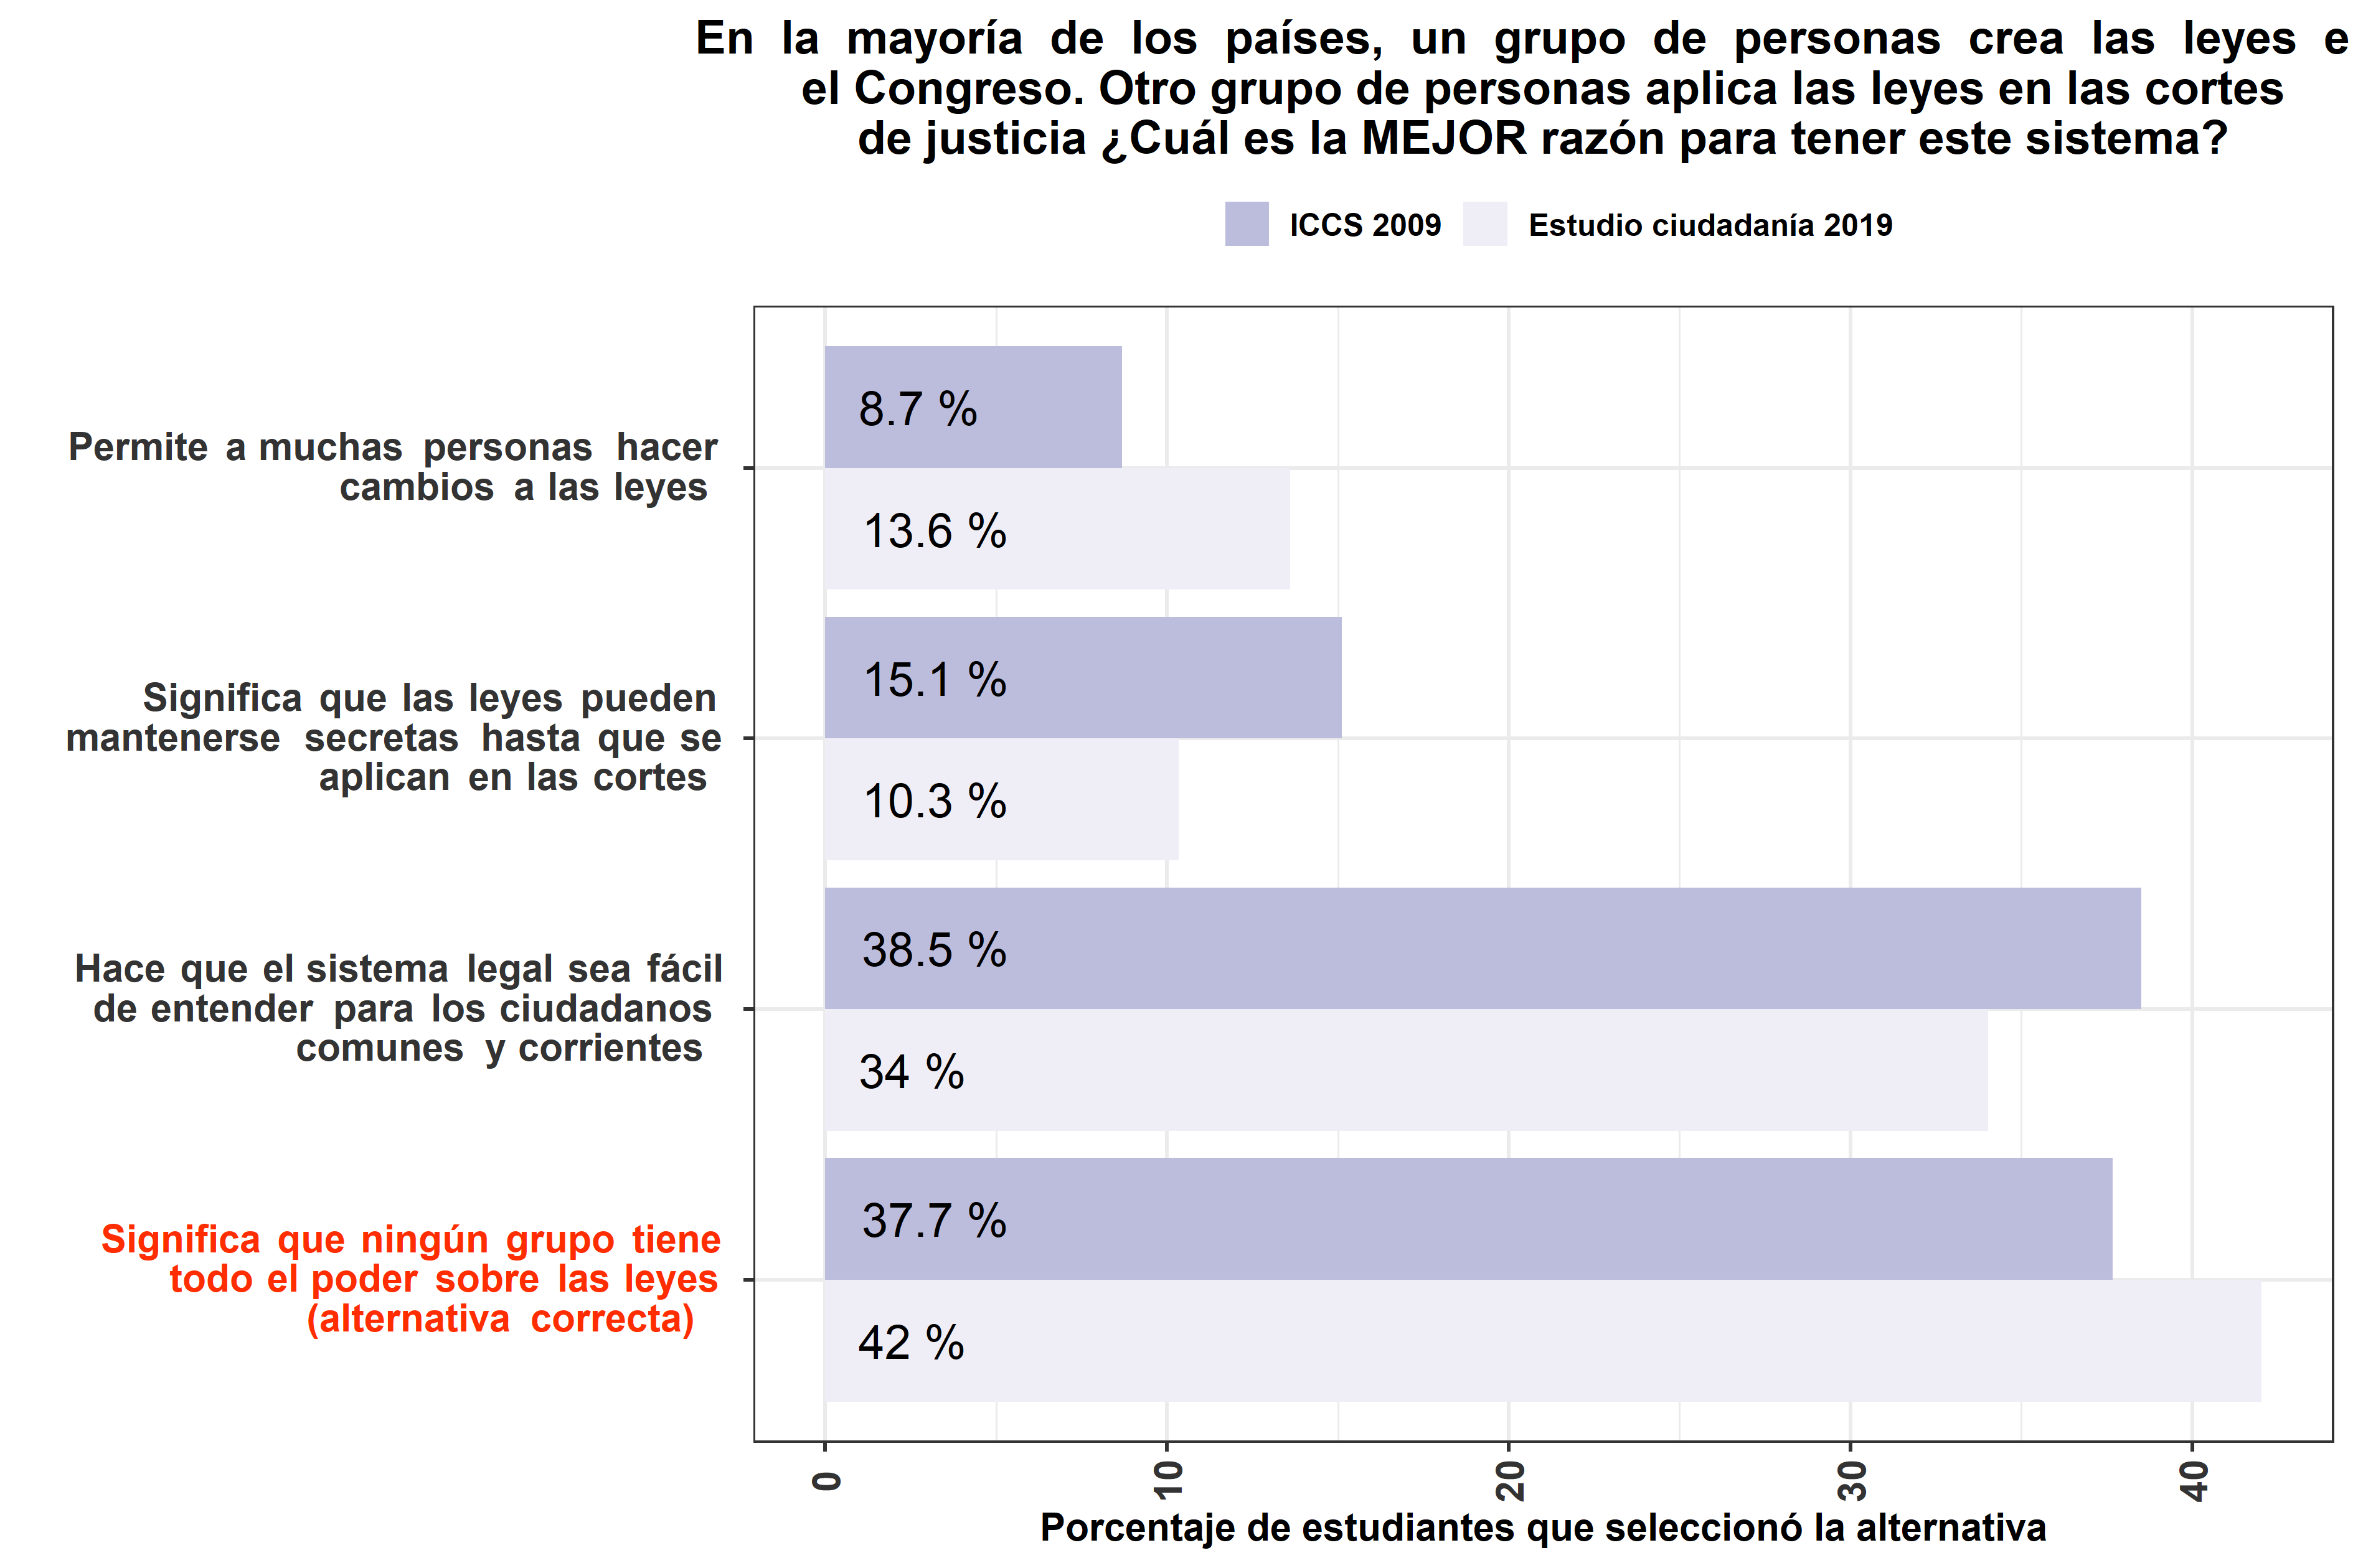 En la mayoría de los países, un grupo de personas crea las leyes e
el Congreso. Otro grupo de personas aplica las leyes en las cortes
de justicia ¿Cuál es la MEJOR razón para tener este sistema?
ICCS 2009 Estudio ciudadanía 2019
Permite a muchas personas hacer
cambios a las leyes
8.7 %
13.6 %
Significa que las leyes pueden
mantenerse secretas hasta que se
aplican en las cortes
15.1 %
10.3 %
Hace que el sistema legal sea fácil
de entender para los ciudadanos
comunes y corrientes
38.5 %
34 %
Significa que ningún grupo tiene
todo el poder sobre las leyes
(alternativa correcta)
37.7 %
42 %
0 10 20 30 40
Porcentaje de estudiantes que seleccionó la alternativa